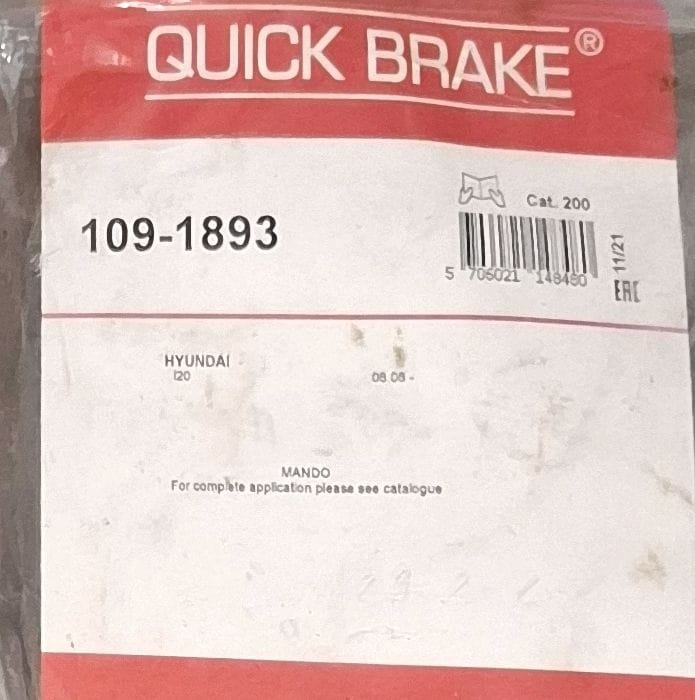 QUICK BRAKE®
Cat. 200
109-1893
11/21
5 705021 148480
EAC
HYUNDAI
I20 08.08 -
MANDO
For complete application please see catalogue